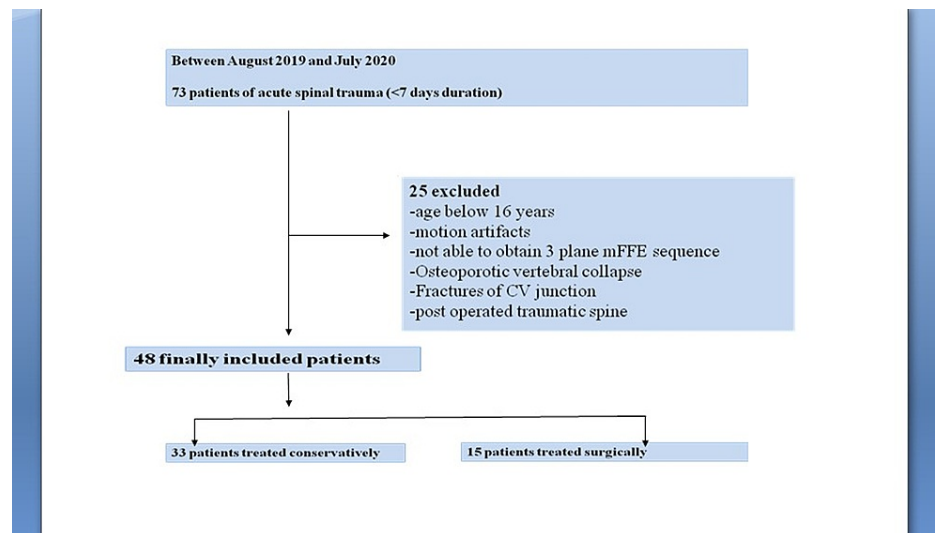 Between August 2019 and July 2020
73 patients of acute spinal trauma (<7 days duration)
25 excluded
-age below 16 years
-motion artifacts
-not able to obtain 3 plane mFFE sequence
-Osteoporotic vertebral collapse
-Fractures of CV junction
-post operated traumatic spine
48 finally included patients
33 patients treated conservatively
15 patients treated surgically